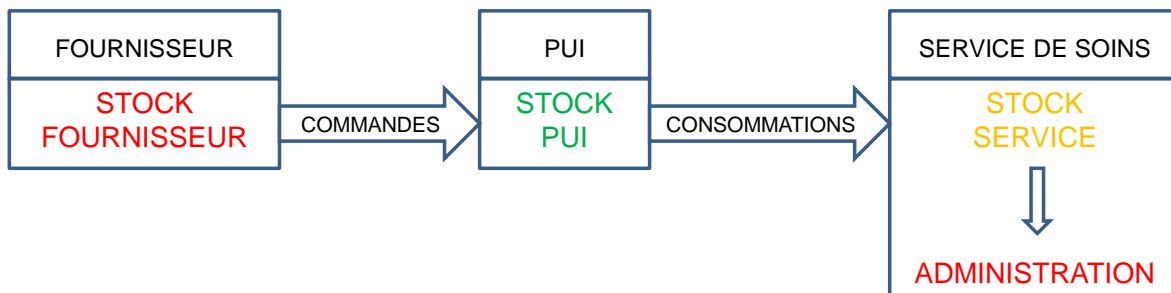 FOURNISSEUR
STOCK
FOURNISSEUR
COMMANDES
PUI
STOCK
PUI
CONSOMMATIONS
SERVICE DE SOINS
STOCK
SERVICE
ADMINISTRATION